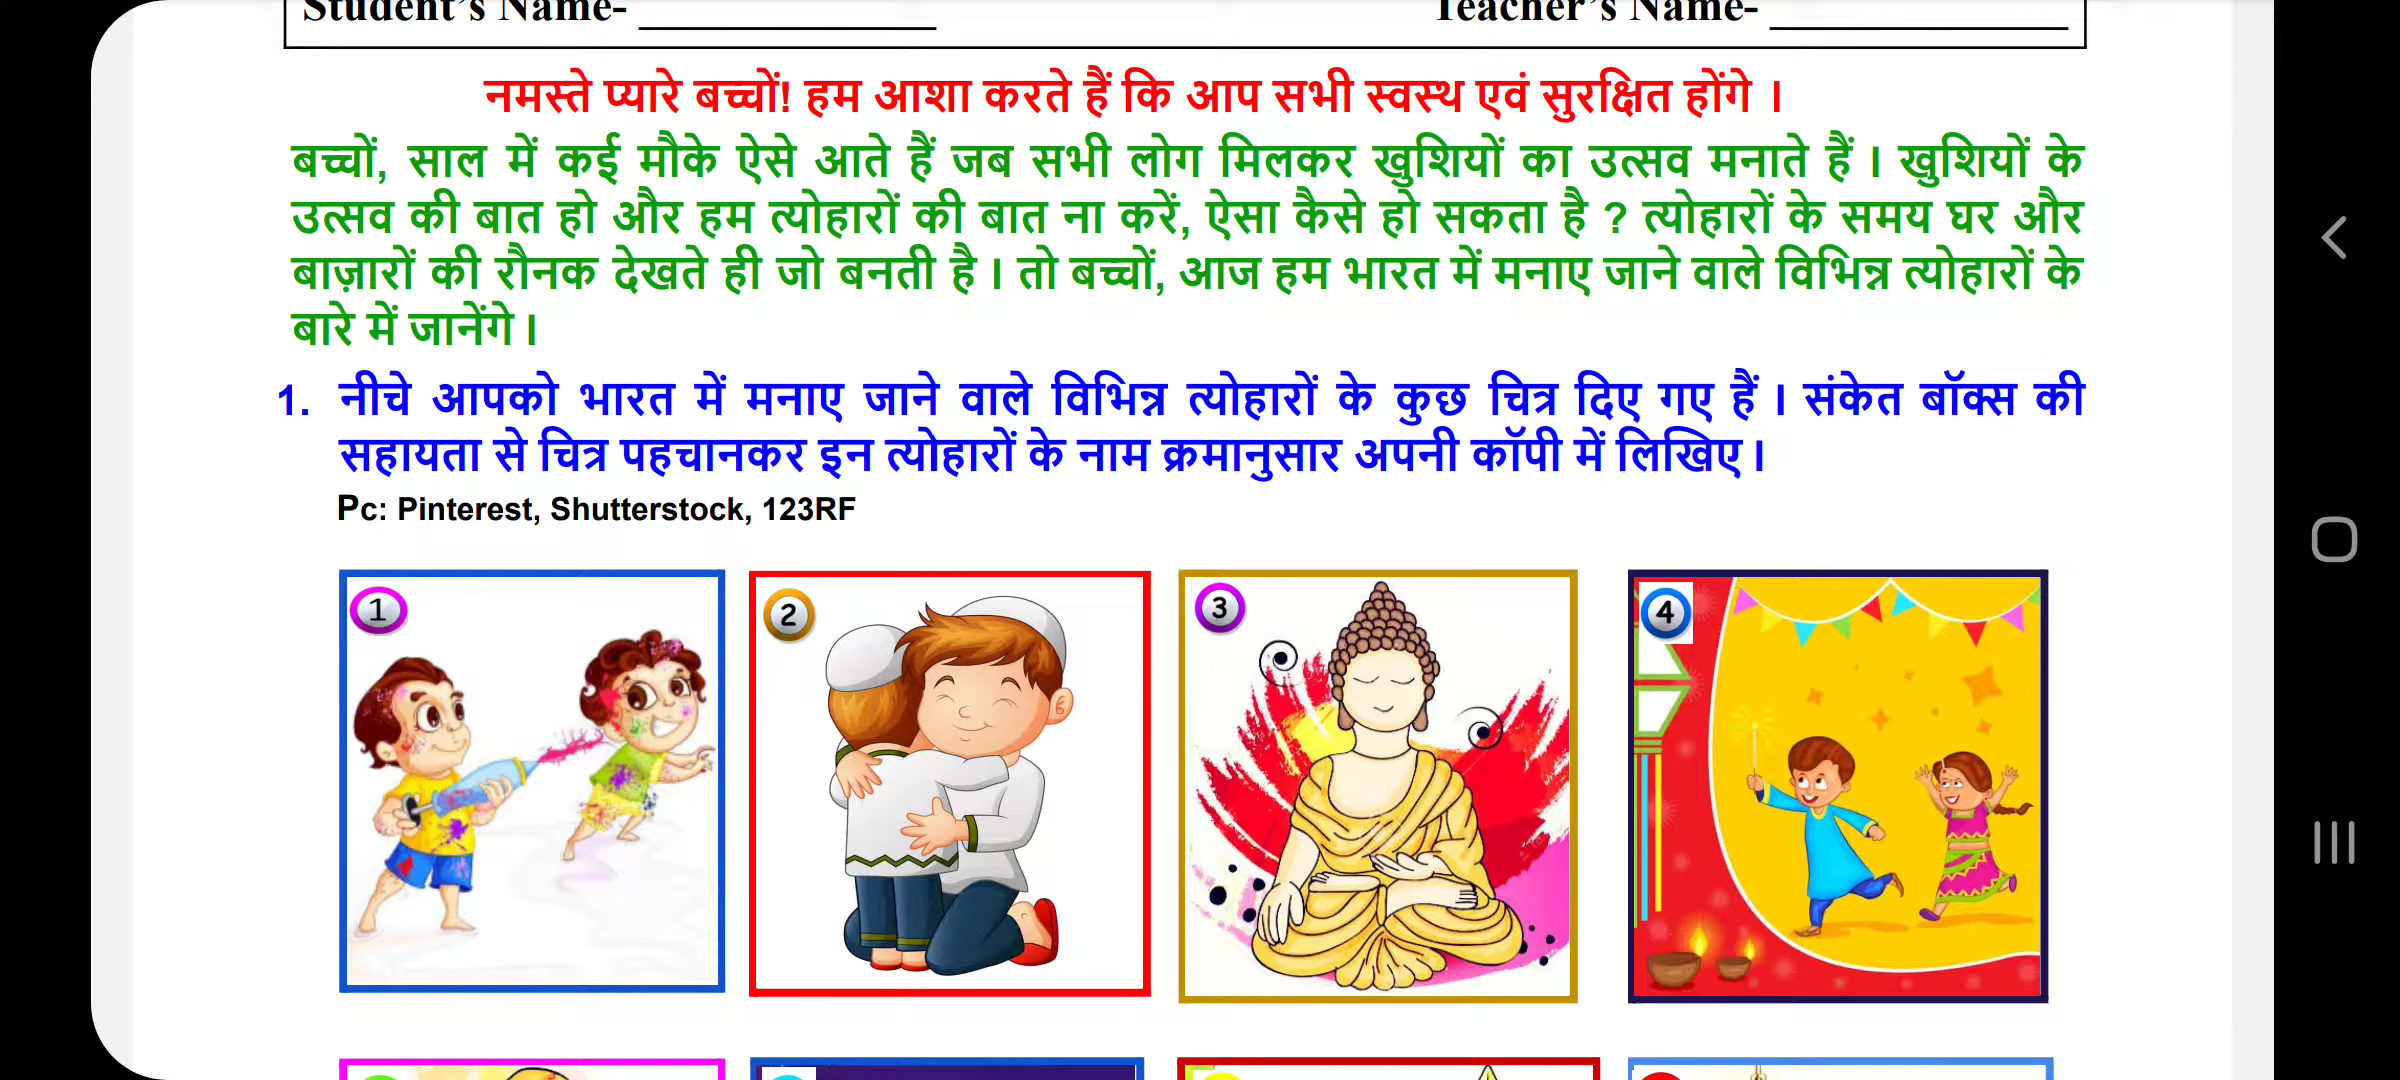 Student's Name- ________________
Teacher's Name- ________________
नमस्ते प्यारे बच्चों! हम आशा करते हैं कि आप सभी स्वस्थ एवं सुरक्षित होंगे ।
बच्चों, साल में कई मौके ऐसे आते हैं जब सभी लोग मिलकर खुशियों का उत्सव मनाते हैं । खुशियों के
उत्सव की बात हो और हम त्योहारों की बात ना करें, ऐसा कैसे हो सकता है ? त्योहारों के समय घर और
बाज़ारों की रौनक देखते ही जो बनती है । तो बच्चों, आज हम भारत में मनाए जाने वाले विभिन्न त्योहारों के
बारे में जानेंगे ।
1. नीचे आपको भारत में मनाए जाने वाले विभिन्न त्योहारों के कुछ चित्र दिए गए हैं । संकेत बॉक्स की
सहायता से चित्र पहचानकर इन त्योहारों के नाम क्रमानुसार अपनी कॉपी में लिखिए ।
Pc: Pinterest, Shutterstock, 123RF
1
2
3
4